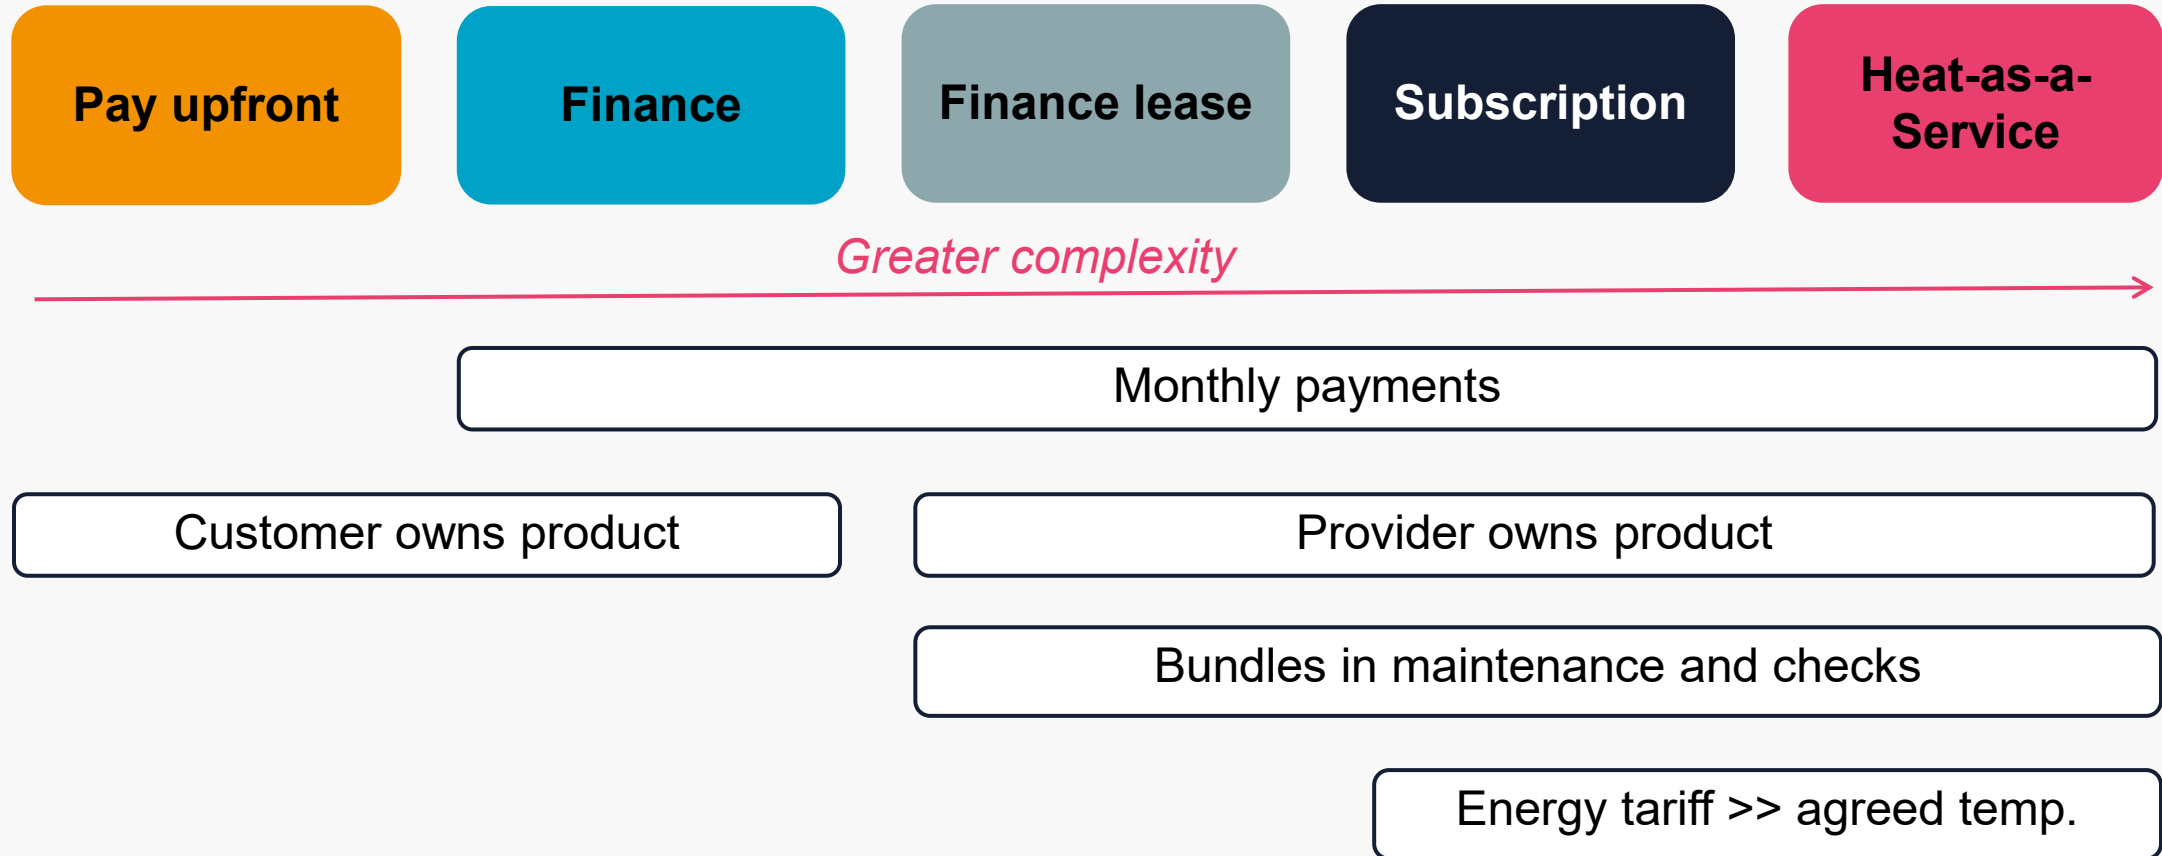 Pay upfront
Finance
Finance lease
Subscription
Heat-as-a-
Service
Greater complexity
Monthly payments
Customer owns product
Provider owns product
Bundles in maintenance and checks
Energy tariff >> agreed temp.